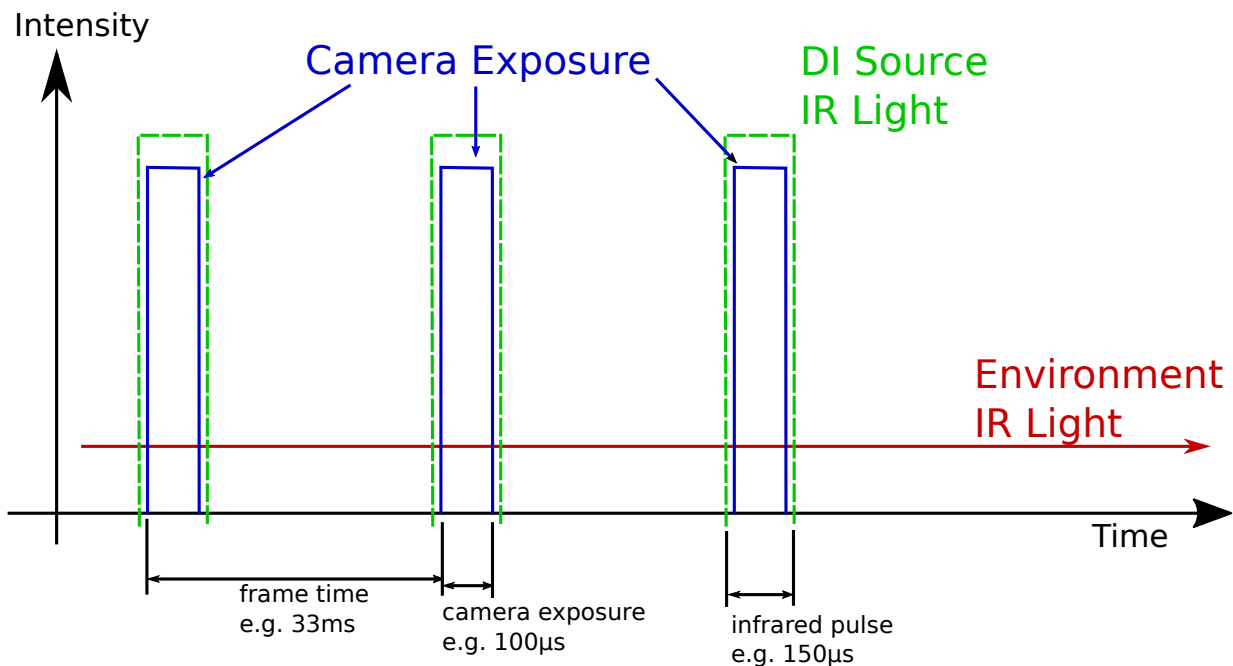 Intensity
Camera Exposure
DI Source
IR Light
Environment
IR Light
Time
frame time
e.g. 33ms
camera exposure
e.g. 100µs
infrared pulse
e.g. 150µs